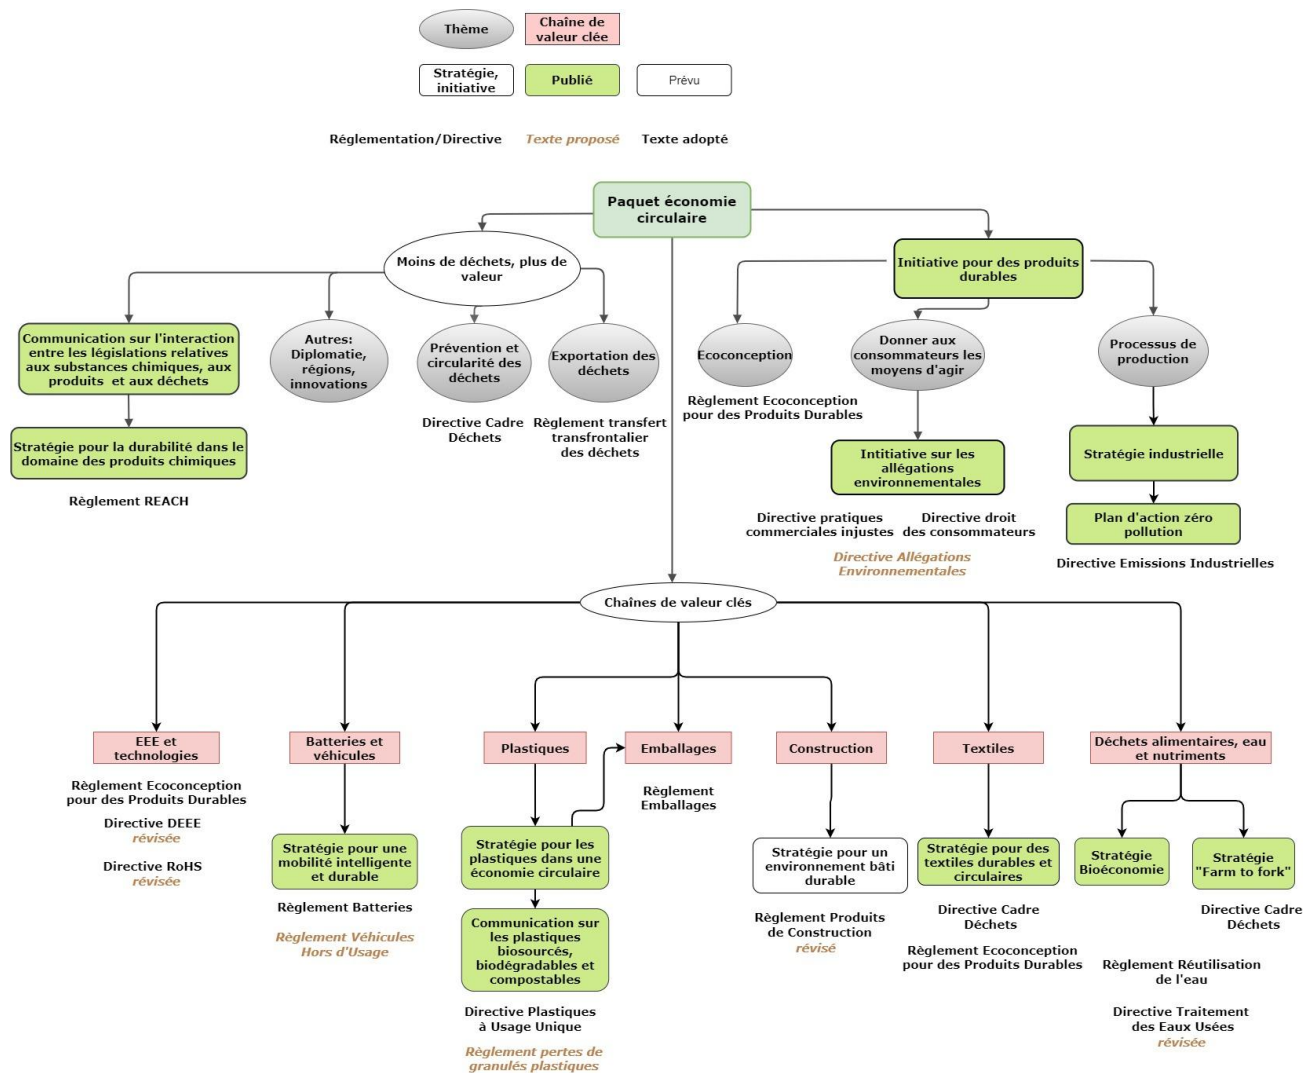 Thème
Chaîne de
valeur clée
Stratégie,
initiative
Publié
Prévu
Réglementation/Directive
Texte proposé
Texte adopté
Paquet économie
circulaire
Moins de déchets, plus de
valeur
Initiative pour des produits
durables
Communication sur l'interaction
entre les législations relatives
aux substances chimiques, aux
produits et aux déchets
Autres:
Diplomatie,
régions,
innovations
Prévention et
circularité des
déchets
Exportation des
déchets
Ecoconception
Donner aux
consommateurs les
moyens d'agir
Processus de
production
Directive Cadre
Déchets
Règlement transfert
transfrontalier
des déchets
Règlement Ecoconception
pour des Produits Durables
Stratégie pour la durabilité dans le
domaine des produits chimiques
Règlement REACH
Intitiative sur les
allégations
environnementales
Stratégie industrielle
Directive pratiques
commerciales injustes
Directive droit
des consommateurs
Directive Allégations
Environnementales
Plan d'action zéro
pollution
Directive Emissions Industrielles
Chaînes de valeur clés
EEE et
technologies
Batteries et
véhicules
Plastiques
Emballages
Construction
Textiles
Déchets alimentaires, eau
et nutriments
Règlement Ecoconception
pour des Produits Durables
Directive DEEE
révisée
Directive RoHS
révisée
Stratégie pour une
mobilité intelligente
et durable
Règlement Batteries
Règlement Véhicules
Hors d'Usage
Stratégie pour les
plastiques dans une
économie circulaire
Communication sur
les plastiques
biosourcés,
biodégradables et
compostables
Directive Plastiques
à Usage Unique
Règlement pertes de
granulés plastiques
Règlement
Emballages
Stratégie pour un
environnement bâti
durable
Règlement Produits
de Construction
révisé
Stratégie pour des
textiles durables et
circulaires
Directive Cadre
Déchets
Règlement Ecoconception
pour des Produits Durables
Stratégie
Bioéconomie
Stratégie
"Farm to fork"
Directive Cadre
Déchets
Règlement Réutilisation
de l'eau
Directive Traitement
des Eaux Usées
révisée